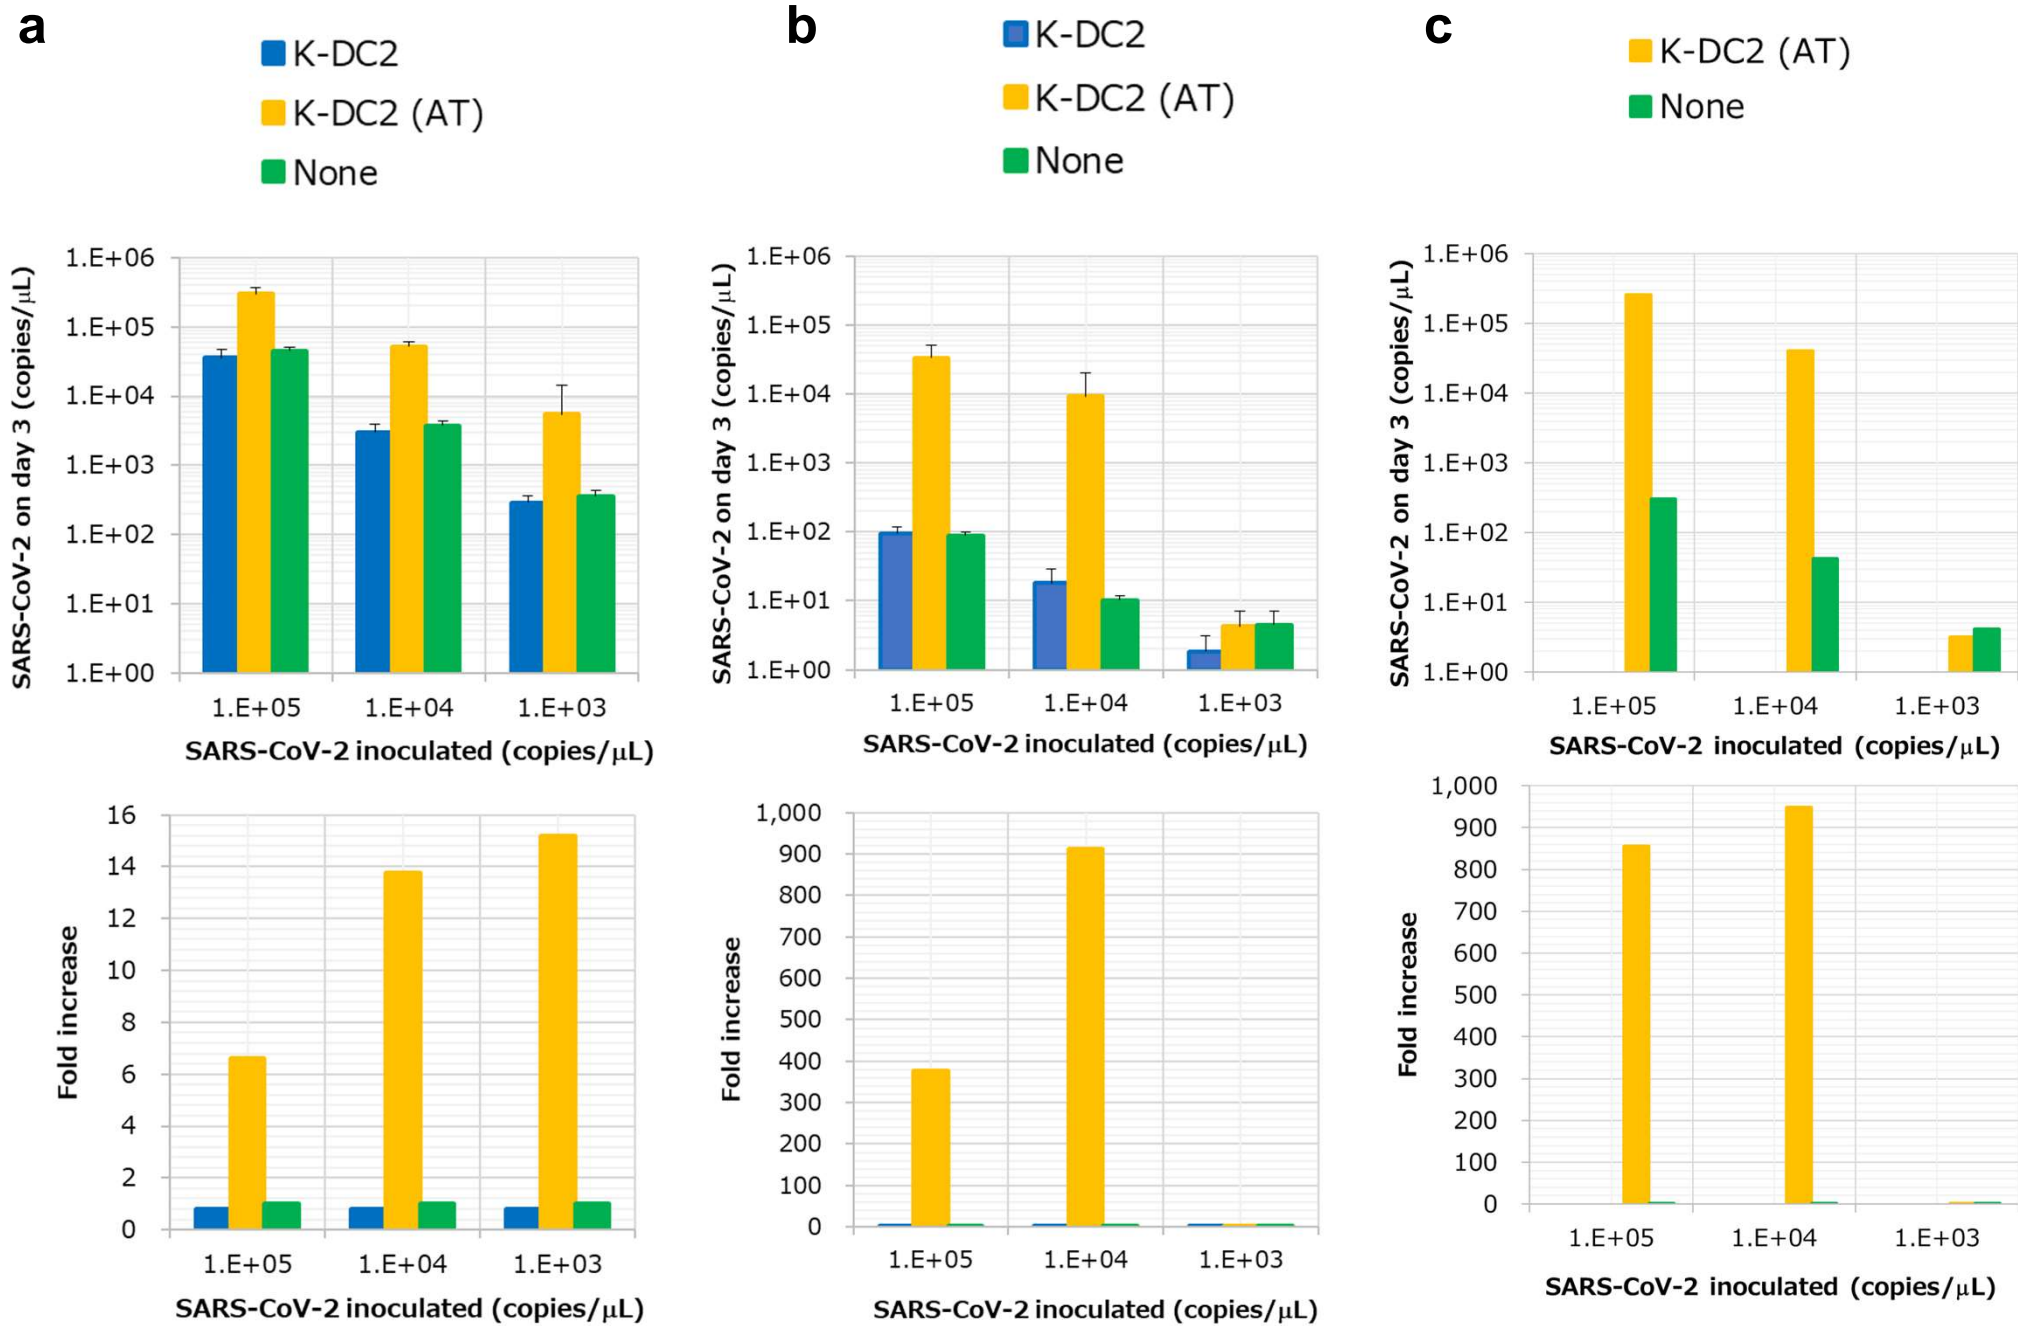 a
K-DC2
K-DC2 (AT)
None
SARS-CoV-2 on day 3 (copies/μL)
1.E+06
1.E+05
1.E+04
1.E+03
1.E+02
1.E+01
1.E+00
1.E+05 1.E+04 1.E+03
SARS-CoV-2 inoculated (copies/μL)
Fold increase
16
14
12
10
8
6
4
2
0
1.E+05 1.E+04 1.E+03
SARS-CoV-2 inoculated (copies/μL)
b
K-DC2
K-DC2 (AT)
None
SARS-CoV-2 on day 3 (copies/μL)
1.E+06
1.E+05
1.E+04
1.E+03
1.E+02
1.E+01
1.E+00
1.E+05 1.E+04 1.E+03
SARS-CoV-2 inoculated (copies/μL)
Fold increase
1,000
900
800
700
600
500
400
300
200
100
0
1.E+05 1.E+04 1.E+03
SARS-CoV-2 inoculated (copies/μL)
c
K-DC2 (AT)
None
SARS-CoV-2 on day 3 (copies/μL)
1.E+06
1.E+05
1.E+04
1.E+03
1.E+02
1.E+01
1.E+00
1.E+05 1.E+04 1.E+03
SARS-CoV-2 inoculated (copies/μL)
Fold increase
1,000
900
800
700
600
500
400
300
200
100
0
1.E+05 1.E+04 1.E+03
SARS-CoV-2 inoculated (copies/μL)